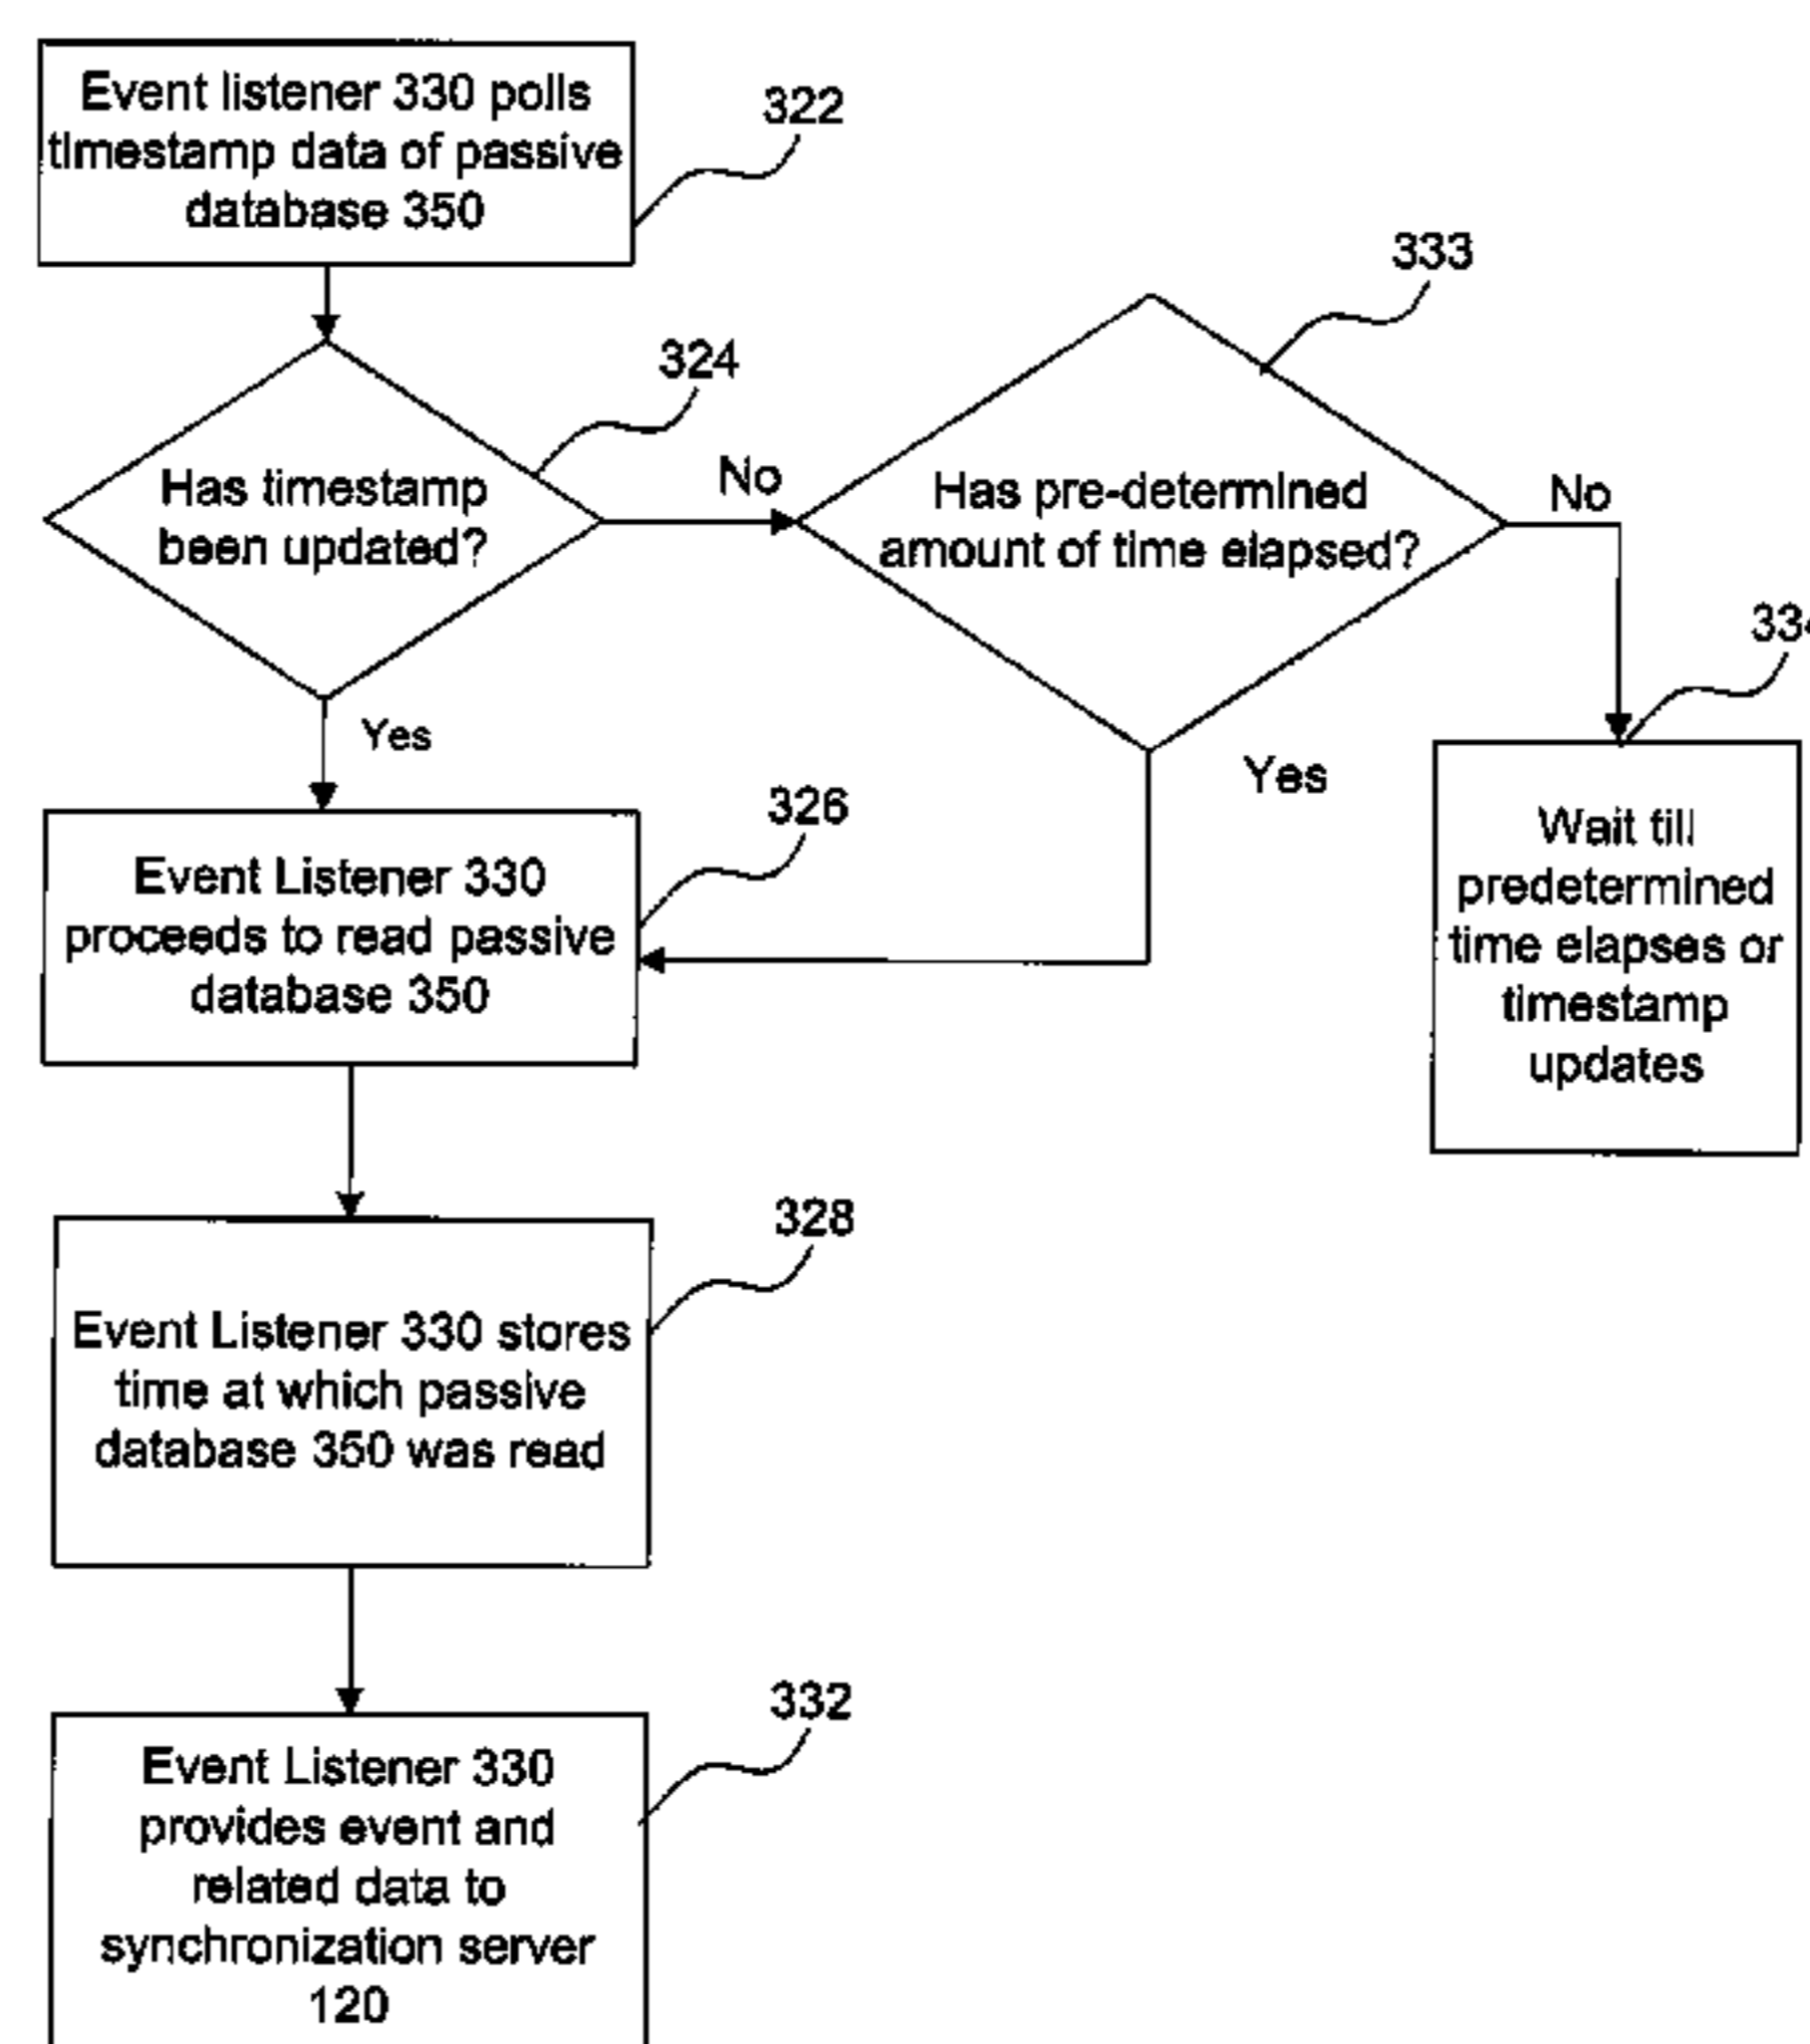 Event listener 330 polls
timestamp data of passive
database 350
322
333
324
Has timestamp
been updated?
No
Has pre-determined
amount of time elapsed?
No
Yes
Yes
326
Event Listener 330
proceeds to read passive
database 350
Wait till
predetermined
time elapses or
timestamp
updates
328
Event Listener 330 stores
time at which passive
database 350 was read
332
Event Listener 330
provides event and
related data to
synchronization server
120